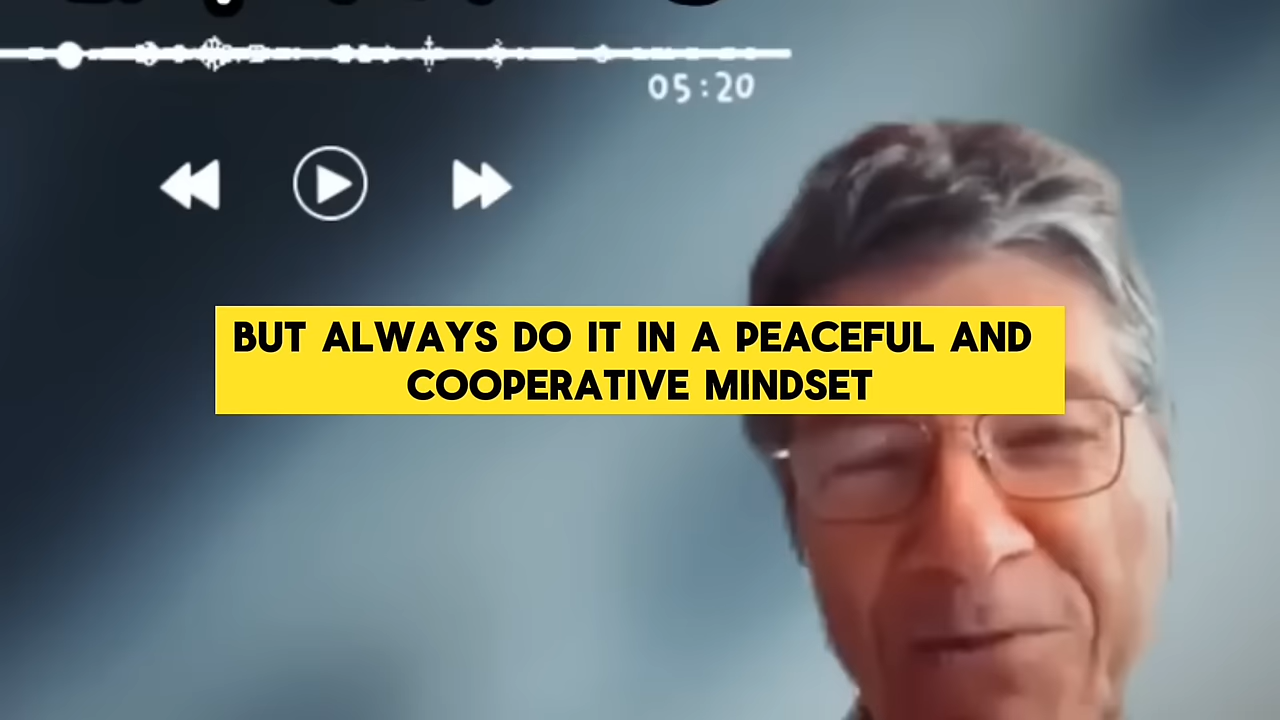 05:20
BUT ALWAYS DO IT IN A PEACEFUL AND
COOPERATIVE MINDSET